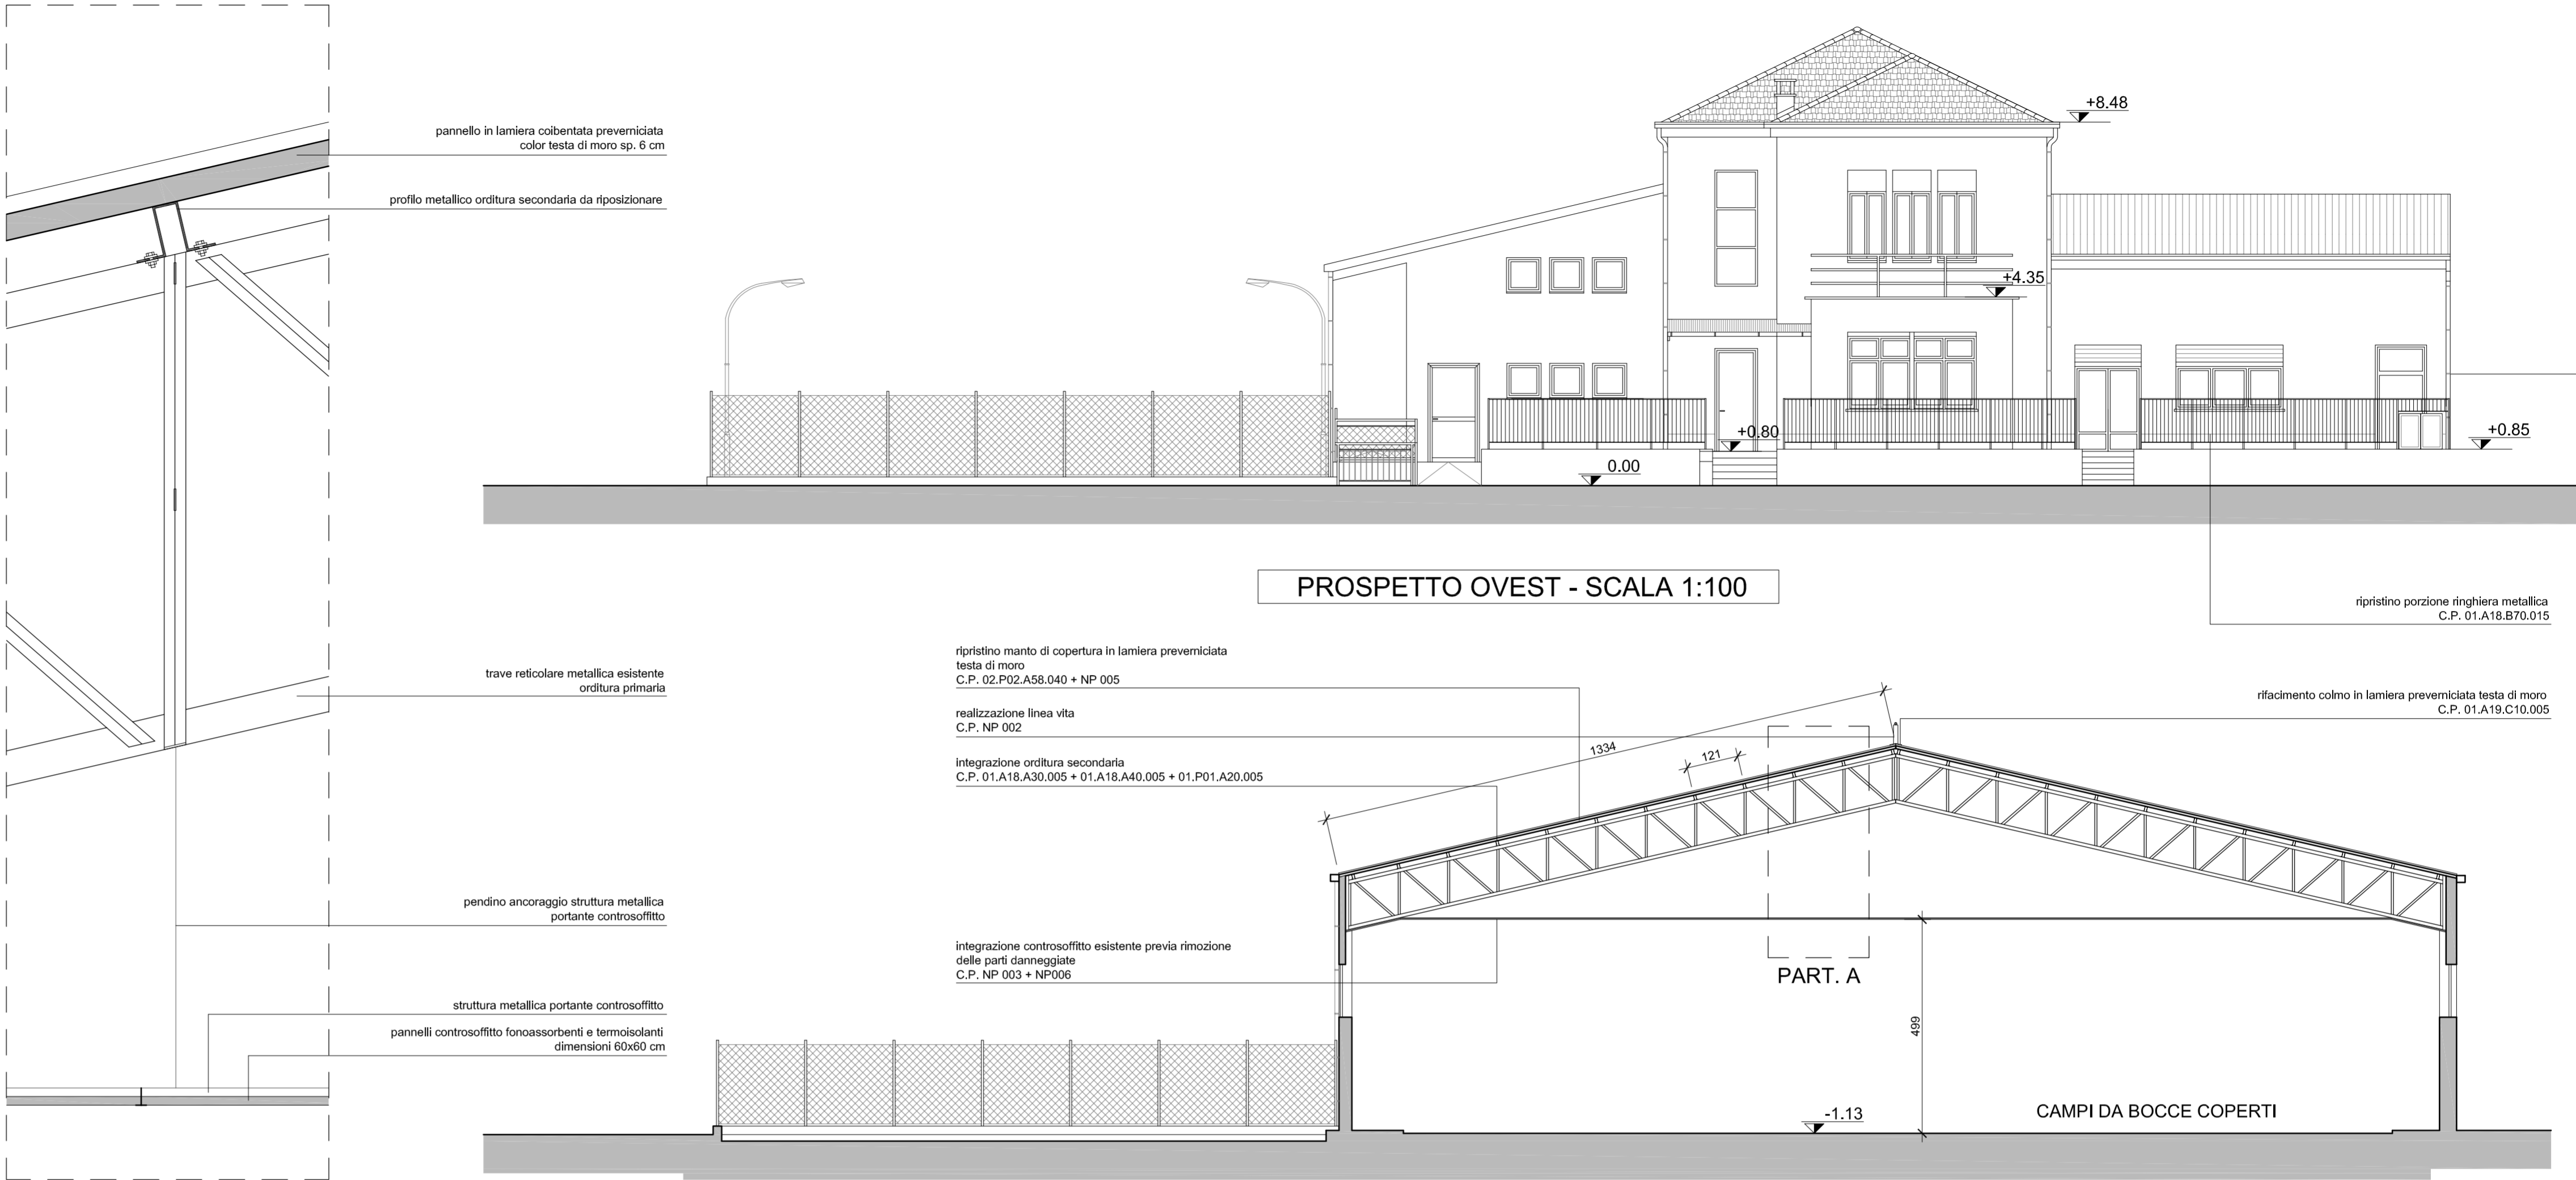 pannello in lamiera coibentata preverniciata
color testa di moro sp. 6 cm
profilo metallico orditura secondaria da riposizionare
trave reticolare metallica esistente
orditura primaria
pendino ancoraggio struttura metallica
portante controsoffitto
struttura metallica portante controsoffitto
pannelli controsoffitto fonoassorbenti e termoisolanti
dimensioni 60x60 cm
+8.48
+4.35
+0.80
+0.85
0.00
PROSPETTO OVEST - SCALA 1:100
ripristino porzione ringhiera metallica
C.P. 01.A18.B70.015
ripristino manto di copertura in lamiera preverniciata
testa di moro
C.P. 02.P02.A58.040 + NP 005
realizzazione linea vita
C.P. NP 002
integrazione orditura secondaria
C.P. 01.A18.A30.005 + 01.A18.A40.005 + 01.P01.A20.005
rifacimento colmo in lamiera preverniciata testa di moro
C.P. 01.A19.C10.005
1334
121
integrazione controsoffitto esistente previa rimozione
delle parti danneggiate
C.P. NP 003 + NP006
PART. A
499
-1.13
CAMPI DA BOCCE COPERTI